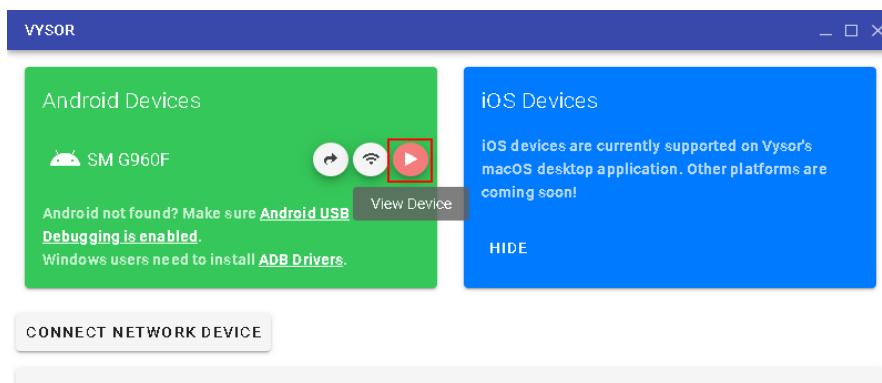 VYSOR
Android Devices
SM G960F
View Device
Android not found? Make sure Android USB
Debugging is enabled.
Windows users need to install ADB Drivers.
iOS Devices
iOS devices are currently supported on Vysor's
macOS desktop application. Other platforms are
coming soon!
HIDE
CONNECT NETWORK DEVICE